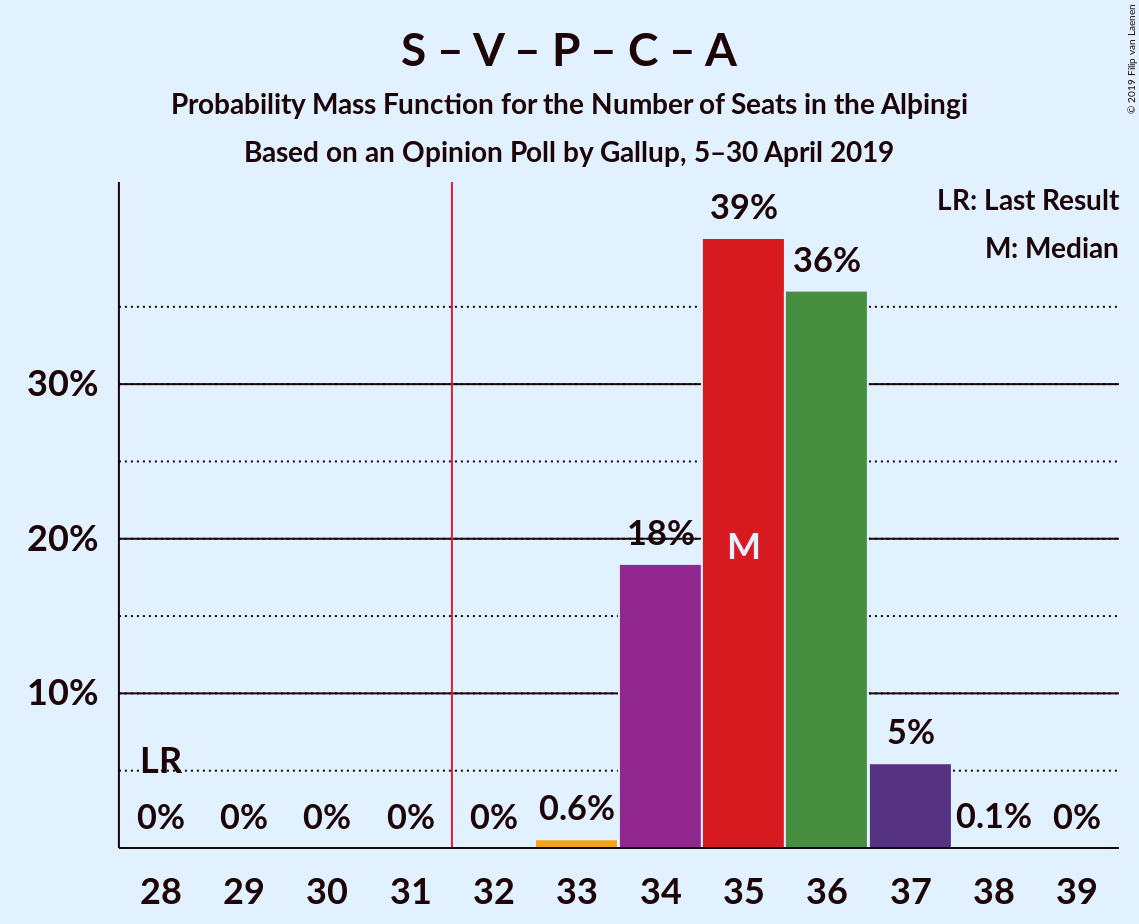 S – V – P – C – A
Probability Mass Function for the Number of Seats in the Alþingi
Based on an Opinion Poll by Gallup, 5–30 April 2019
© 2019 Filip van Laenen
LR: Last Result
M: Median
39%
36%
30%
18%
20%
M
10%
5%
LR
0%
0%
0%
0%
0%
0.6%
0.1%
0%
28 29 30 31 32 33 34 35 36 37 38 39